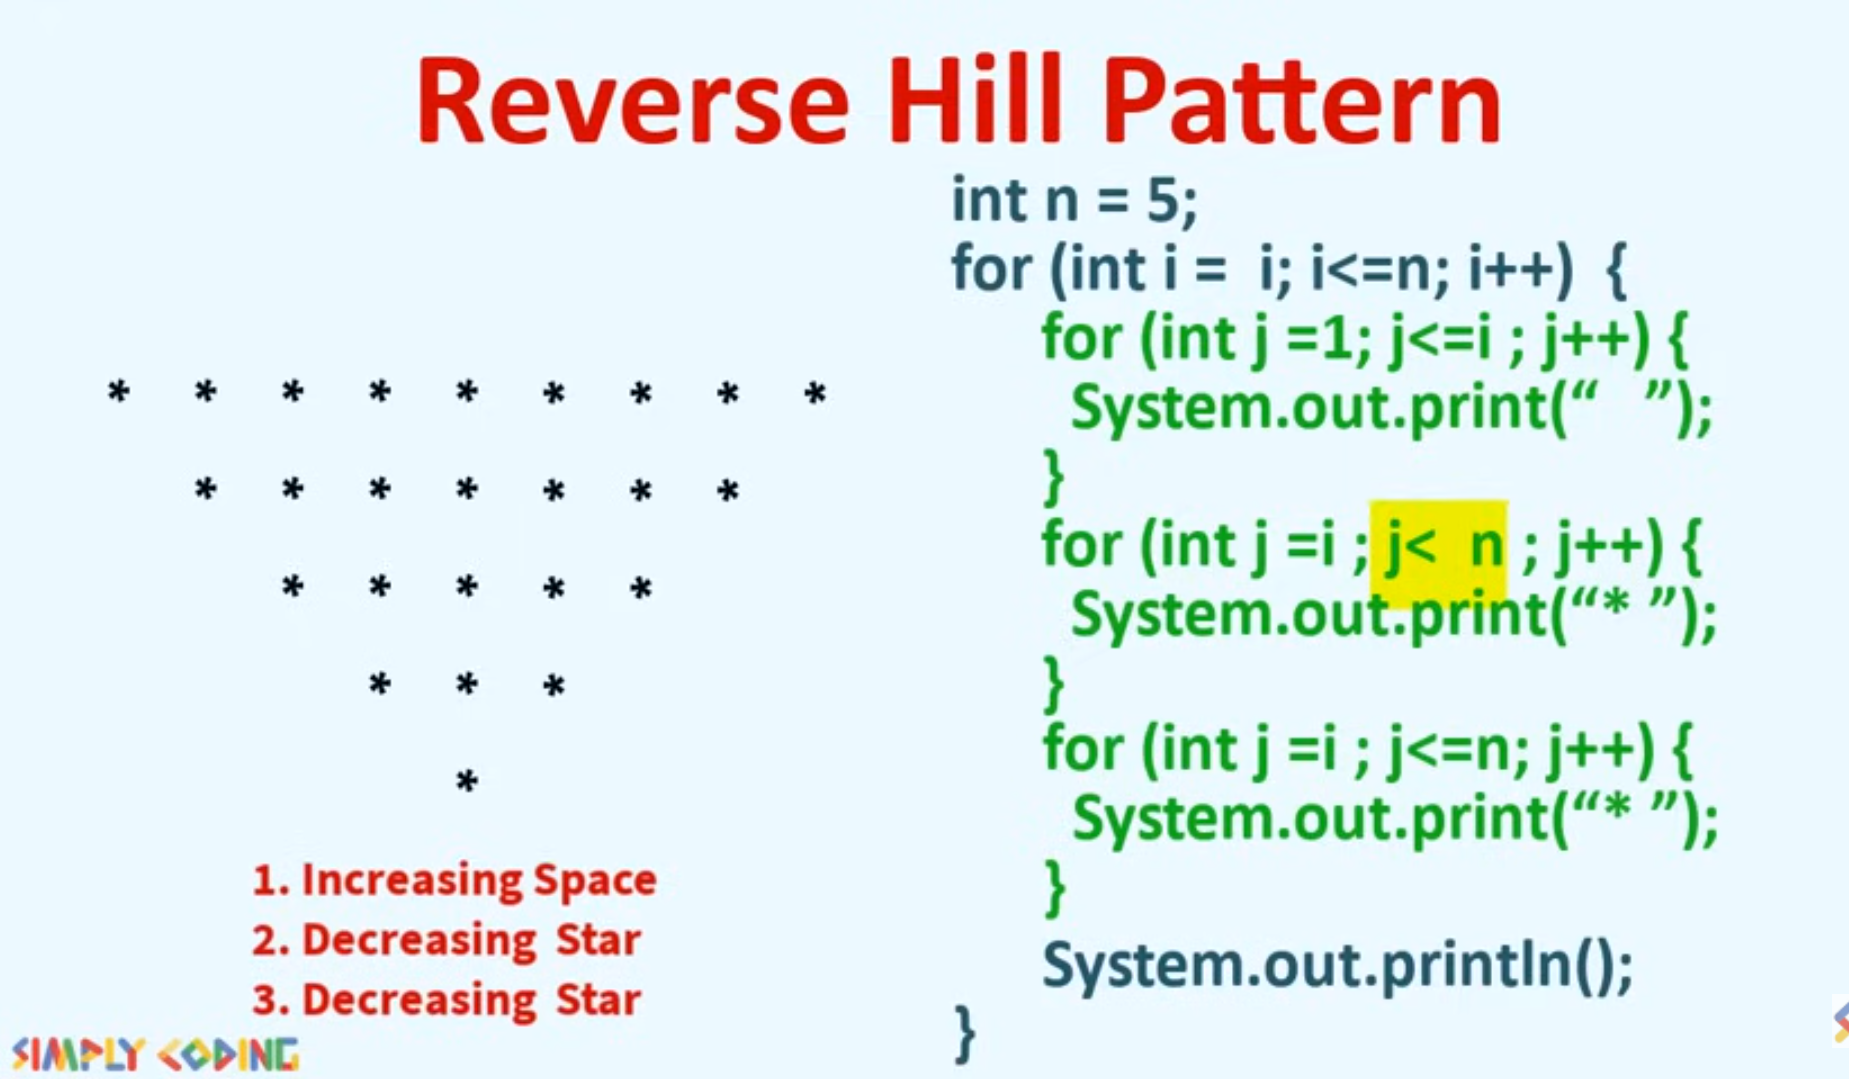 Reverse Hill Pattern
* * * * * * * * *
* * * * * * *
* * * * *
* * *
*
1. Increasing Space
2. Decreasing Star
3. Decreasing Star
int n = 5;
for (int i =  i; i<=n; i++)  {
for (int j =1; j<=i ; j++) {
System.out.print(“  ”);
}
for (int j =i ; j<  n ; j++) {
System.out.print(“* ”);
}
for (int j =i ; j<=n; j++) {
System.out.print(“* ”);
}
System.out.println();
}
SIMPLY CODING